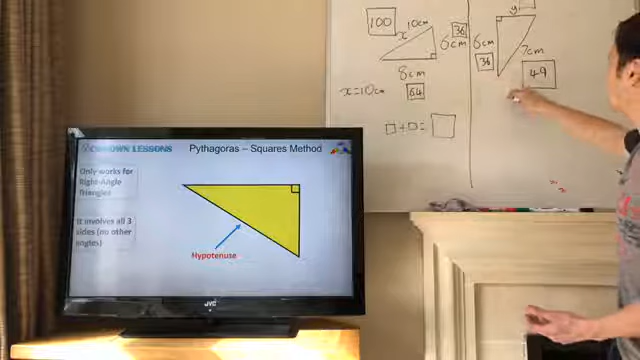 100
x
10cm
36
6cm
8cm
64
x=10cm
□+□=□
y
6cm
36
7cm
49
Pythagoras – Squares Method
Only works for
Right-Angle
Triangles
It involves all 3
sides (no other
angles)
Hypotenuse
JVC